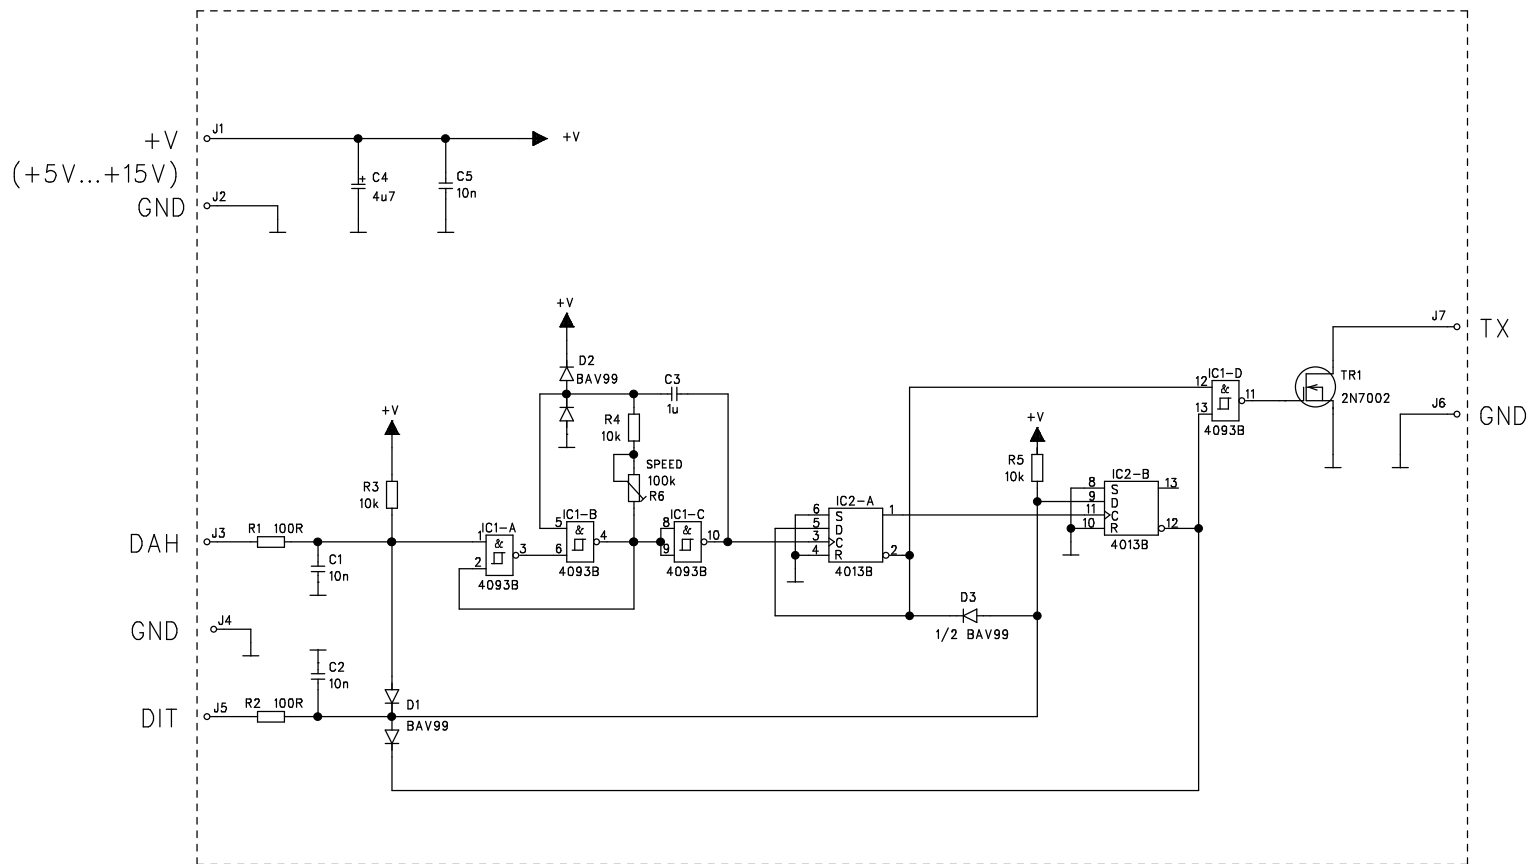 +V
(+5V...+15V)
GND
J1
J2
+V
C4
4u7
+
C5
10n
+V
D2
BAV99
C3
1u
R4
10k
SPEED
100k
R6
+V
R3
10k
DAH
J3
R1 100R
C1
10n
GND
J4
C2
10n
DIT
J5
R2 100R
D1
BAV99
IC1-A
1
2
&
3
4093B
IC1-B
5
6
&
4
4093B
IC1-C
8
9
&
10
4093B
IC2-A
6 S
5 D
3 C
4 R
1
2
4013B
D3
1/2 BAV99
+V
R5
10k
IC2-B
8 S
9 D
11 C
10 R
13
12
4013B
IC1-D
12
13
&
11
4093B
TR1
2N7002
J7
TX
J6
GND